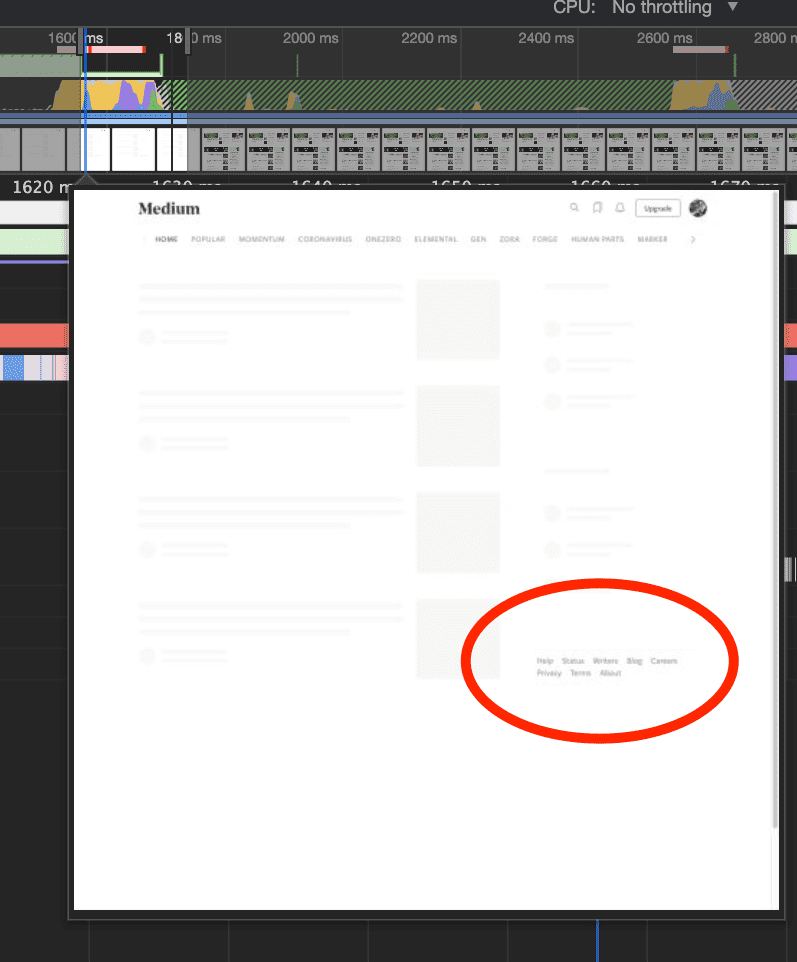 CPU: No throttling ▼
1600 ms 180 ms 2000 ms 2200 ms 2400 ms 2600 ms 2800 m
1620 m 1630 ms 1640 ms 1650 ms 1660 ms 1670 ms
Medium Upgrade
HOME POPULAR MOMENTUM CORONAVIRUS ONEZERO ELEMENTAL GEN ZORA FORGE HUMAN PARTS MARKER
Help Status Writers Blog Careers
Privacy Terms About